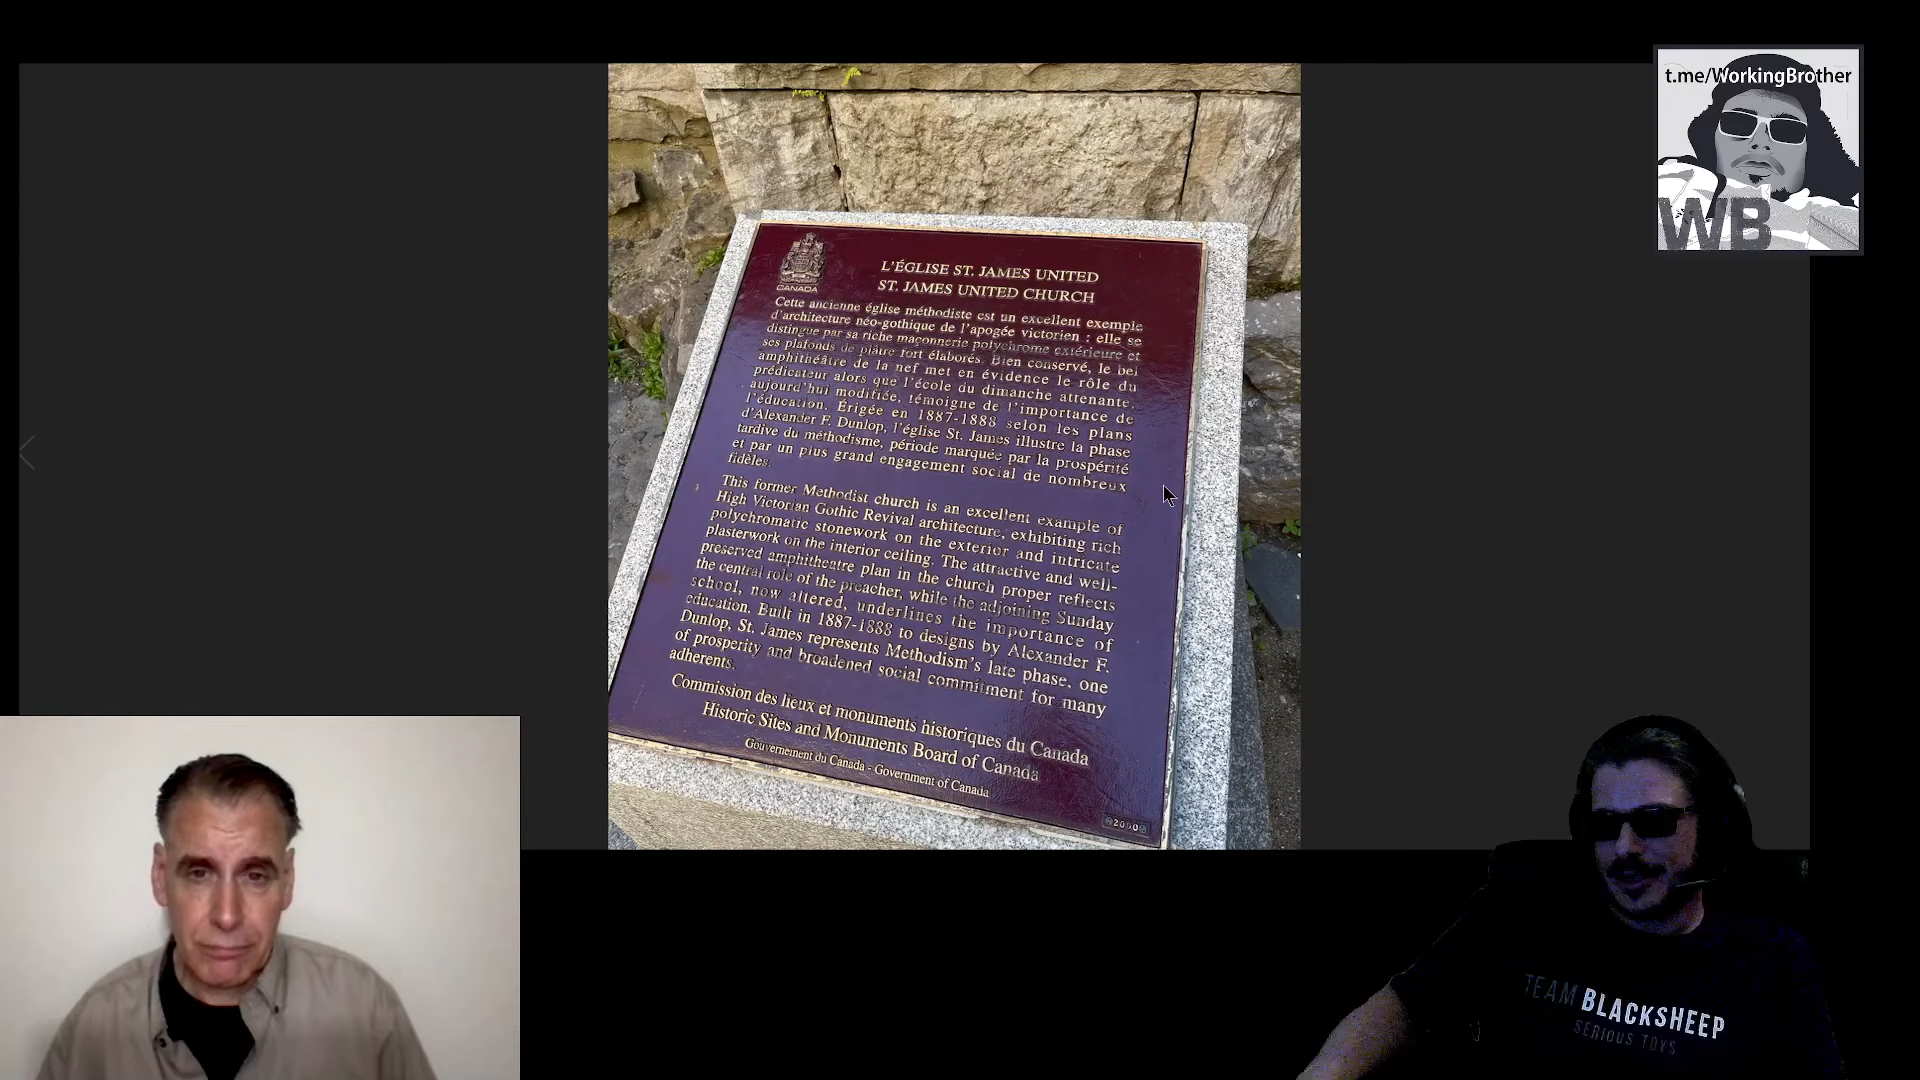 t.me/WorkingBrother
WB
CANADA
L'ÉGLISE ST. JAMES UNITED
ST. JAMES UNITED CHURCH
Cette ancienne église méthodiste est un excellent exemple
d'architecture néo-gothique de l'apogée victorien : elle se
distingue par sa riche maçonnerie polychrome extérieure et
ses plafonds de plâtre fort élaborés. Bien conservé, le bel
amphithéâtre de la nef met en évidence le rôle du
prédicateur alors que l'école du dimanche attenante,
aujourd'hui modifiée, témoigne de l'importance de
l'éducation. Érigée en 1887-1888 selon les plans
d'Alexander F. Dunlop, l'église St. James illustre la phase
tardive du méthodisme, période marquée par la prospérité
et par un plus grand engagement social de nombreux
fidèles.
This former Methodist church is an excellent example of
High Victorian Gothic Revival architecture, exhibiting rich
polychromatic stonework on the exterior and intricate
plasterwork on the interior ceiling. The attractive and well-
preserved amphitheatre plan in the church proper reflects
the central role of the preacher, while the adjoining Sunday
school, now altered, underlines the importance of
education. Built in 1887-1888 to designs by Alexander F.
Dunlop, St. James represents Methodism's late phase, one
of prosperity and broadened social commitment for many
adherents.
Commission des lieux et monuments historiques du Canada
Historic Sites and Monuments Board of Canada
Gouvernement du Canada - Government of Canada
2000
TEAM BLACKSHEEP
SERIOUS TOYS